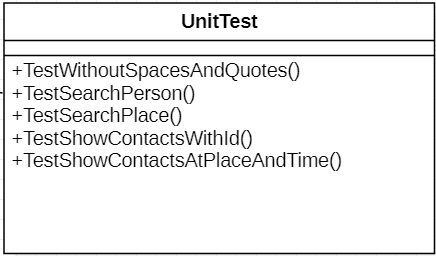 UnitTest
+TestWithoutSpacesAndQuotes()
+TestSearchPerson()
+TestSearchPlace()
+TestShowContactsWithId()
+TestShowContactsAtPlaceAndTime()